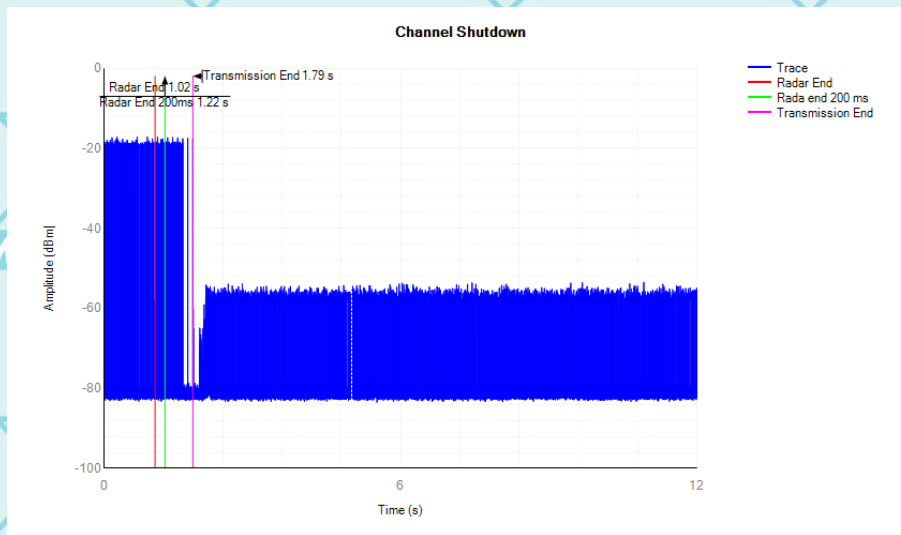 Channel Shutdown
0
Transmission End 1.79 s
Radar End 1.02 s
Radar End 200ms 1.22 s
Trace
Radar End
Rada end 200 ms
Transmission End
-20
-40
-60
-80
-100
Amplitude (dBm|
0
6
12
Time (s)